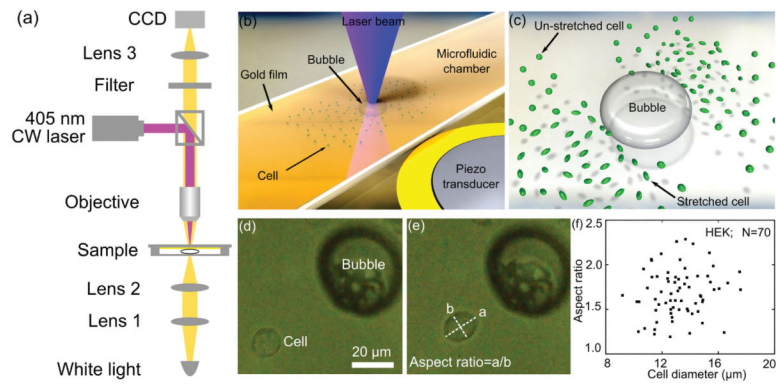 (a)
CCD
Lens 3
Filter
405 nm
CW laser
Objective
Sample
Lens 2
Lens 1
White light
(b)
Laser beam
Bubble
Gold film
Microfluidic
chamber
Cell
Piezo
transducer
(c)
Un-stretched cell
Bubble
Stretched cell
(d)
Bubble
Cell
20 µm
(e)
b
a
Aspect ratio=a/b
(f)
HEK; N=70
Aspect ratio
2.5
2.0
1.5
1.0
8 12 16 20
Cell diameter (µm)